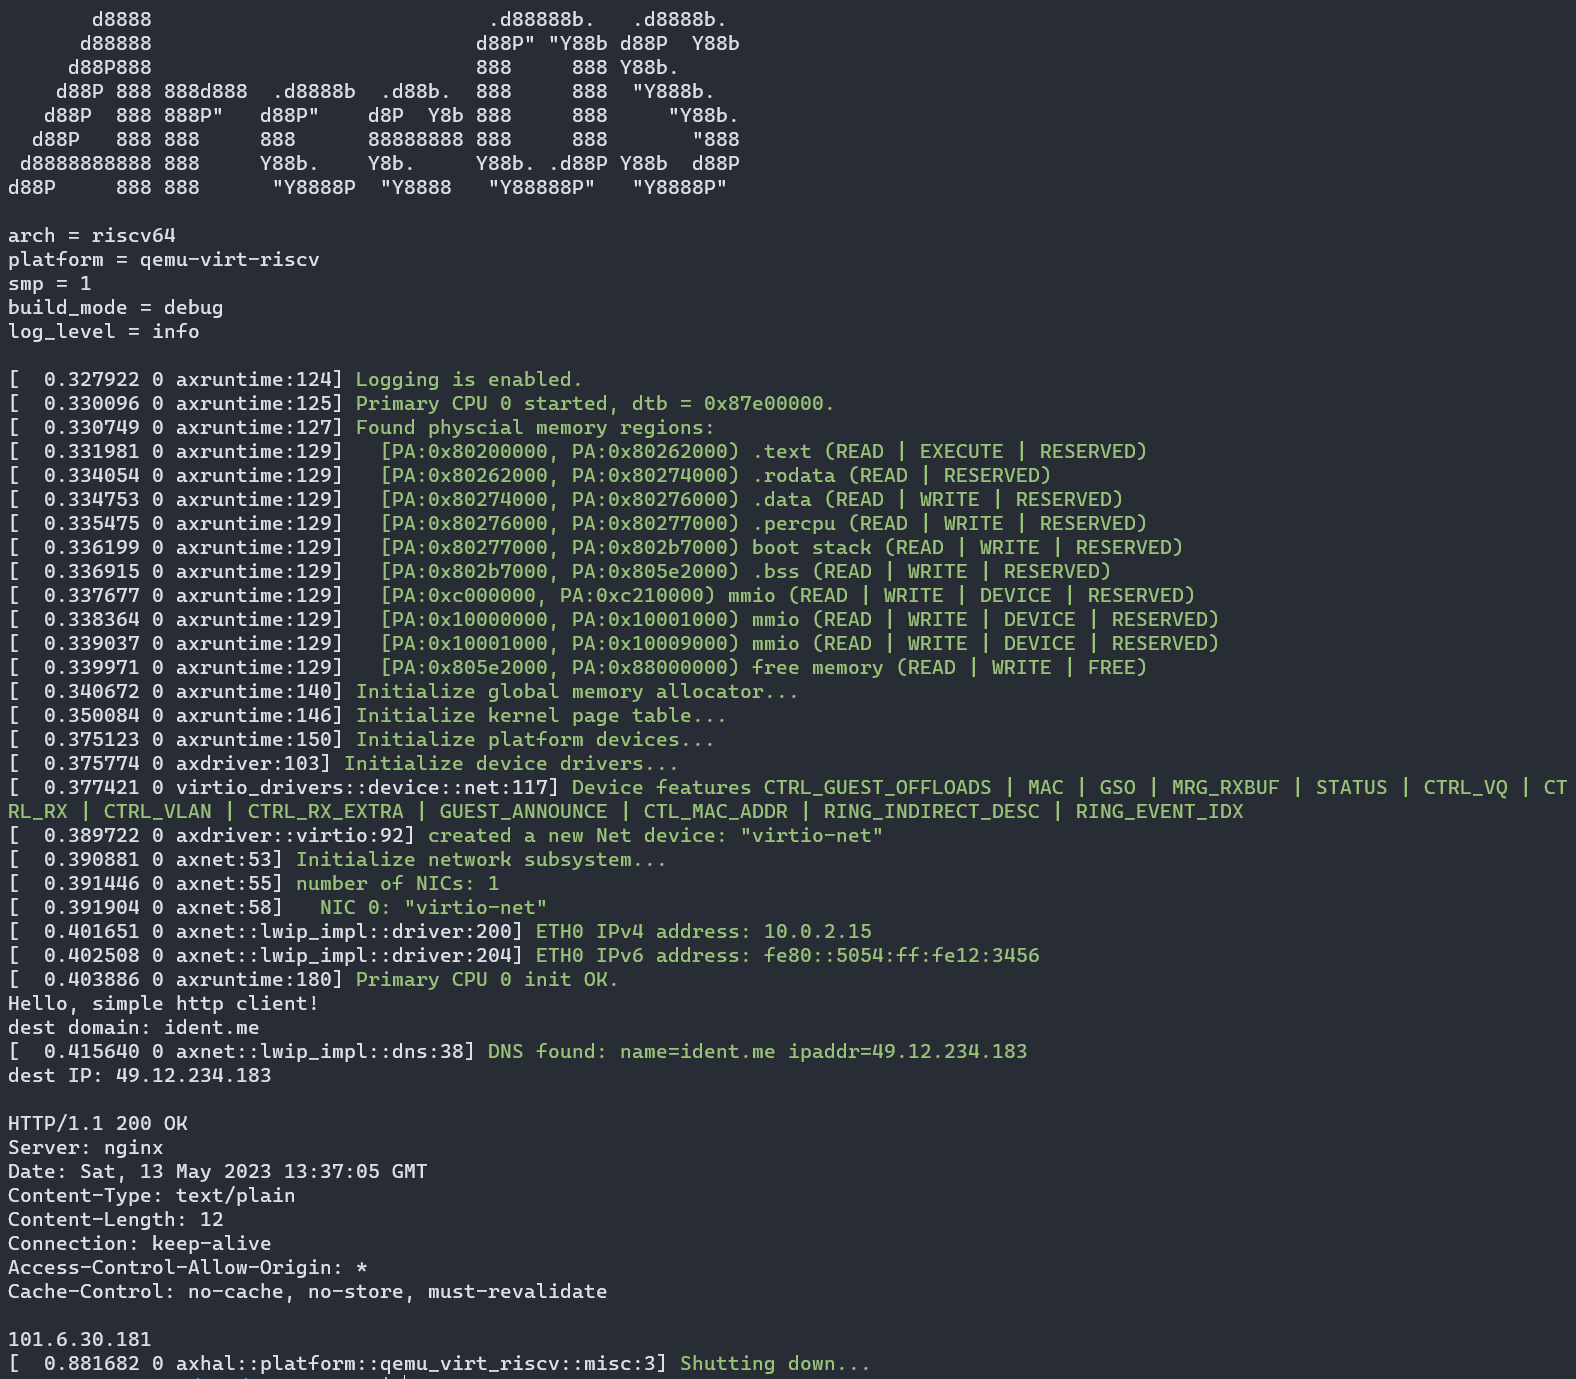 d8888                            .d88888b.   .d8888b.
      d88888                           d88P" "Y88b d88P  Y88b
     d88P888                           888     888 Y88b.
    d88P 888 888d888  .d8888b  .d88b.  888     888  "Y888b.
   d88P  888 888P"   d88P"    d8P  Y8b 888     888     "Y88b.
  d88P   888 888     888      88888888 888     888       "888
 d8888888888 888     Y88b.    Y8b.     Y88b. .d88P Y88b  d88P
d88P     888 888      "Y8888P  "Y8888   "Y88888P"   "Y8888P"

arch = riscv64
platform = qemu-virt-riscv
smp = 1
build_mode = debug
log_level = info

[  0.327922 0 axruntime:124] Logging is enabled.
[  0.330096 0 axruntime:125] Primary CPU 0 started, dtb = 0x87e00000.
[  0.330749 0 axruntime:127] Found physcial memory regions:
[  0.331981 0 axruntime:129]   [PA:0x80200000, PA:0x80262000) .text (READ | EXECUTE | RESERVED)
[  0.334054 0 axruntime:129]   [PA:0x80262000, PA:0x80274000) .rodata (READ | RESERVED)
[  0.334753 0 axruntime:129]   [PA:0x80274000, PA:0x80276000) .data (READ | WRITE | RESERVED)
[  0.335475 0 axruntime:129]   [PA:0x80276000, PA:0x80277000) .percpu (READ | WRITE | RESERVED)
[  0.336199 0 axruntime:129]   [PA:0x80277000, PA:0x802b7000) boot stack (READ | WRITE | RESERVED)
[  0.336915 0 axruntime:129]   [PA:0x802b7000, PA:0x805e2000) .bss (READ | WRITE | RESERVED)
[  0.337677 0 axruntime:129]   [PA:0xc000000, PA:0xc210000) mmio (READ | WRITE | DEVICE | RESERVED)
[  0.338364 0 axruntime:129]   [PA:0x10000000, PA:0x10001000) mmio (READ | WRITE | DEVICE | RESERVED)
[  0.339037 0 axruntime:129]   [PA:0x10001000, PA:0x10009000) mmio (READ | WRITE | DEVICE | RESERVED)
[  0.339971 0 axruntime:129]   [PA:0x805e2000, PA:0x88000000) free memory (READ | WRITE | FREE)
[  0.340672 0 axruntime:140] Initialize global memory allocator...
[  0.350084 0 axruntime:146] Initialize kernel page table...
[  0.375123 0 axruntime:150] Initialize platform devices...
[  0.375774 0 axdriver:103] Initialize device drivers...
[  0.377421 0 virtio_drivers::device::net:117] Device features CTRL_GUEST_OFFLOADS | MAC | GSO | MRG_RXBUF | STATUS | CTRL_VQ | CT
RL_RX | CTRL_VLAN | CTRL_RX_EXTRA | GUEST_ANNOUNCE | CTL_MAC_ADDR | RING_INDIRECT_DESC | RING_EVENT_IDX
[  0.389722 0 axdriver::virtio:92] created a new Net device: "virtio-net"
[  0.390881 0 axnet:53] Initialize network subsystem...
[  0.391446 0 axnet:55] number of NICs: 1
[  0.391904 0 axnet:58]   NIC 0: "virtio-net"
[  0.401651 0 axnet::lwip_impl::driver:200] ETH0 IPv4 address: 10.0.2.15
[  0.402508 0 axnet::lwip_impl::driver:204] ETH0 IPv6 address: fe80::5054:ff:fe12:3456
[  0.403886 0 axruntime:180] Primary CPU 0 init OK.
Hello, simple http client!
dest domain: ident.me
[  0.415640 0 axnet::lwip_impl::dns:38] DNS found: name=ident.me ipaddr=49.12.234.183
dest IP: 49.12.234.183

HTTP/1.1 200 OK
Server: nginx
Date: Sat, 13 May 2023 13:37:05 GMT
Content-Type: text/plain
Content-Length: 12
Connection: keep-alive
Access-Control-Allow-Origin: *
Cache-Control: no-cache, no-store, must-revalidate

101.6.30.181
[  0.881682 0 axhal::platform::qemu_virt_riscv::misc:3] Shutting down...